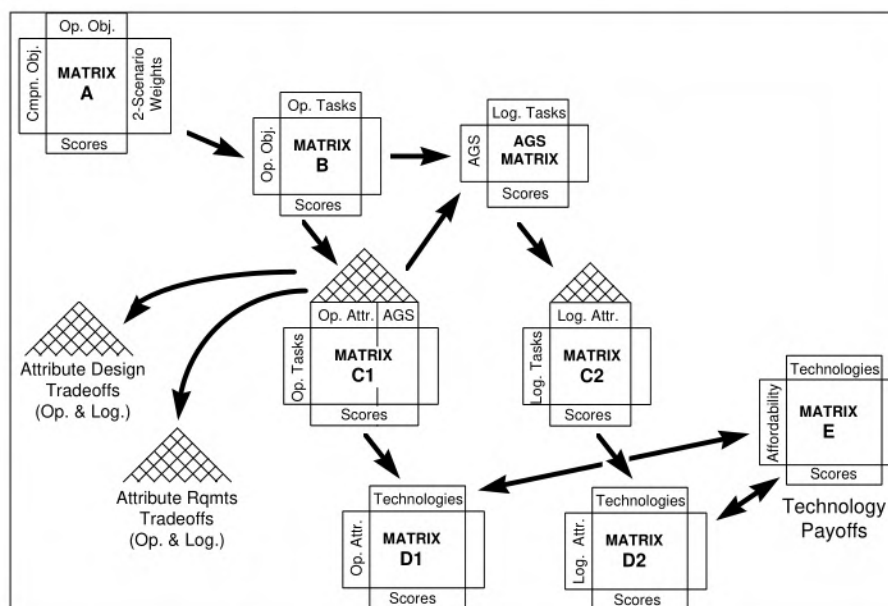 Op. Obj.
Cmpn. Obj.
MATRIX
A
2-Scenario
Weights
Scores
Op. Tasks
Op. Obj.
MATRIX
B
Scores
Log. Tasks
AGS
AGS
MATRIX
Scores
Op. Attr.
AGS
Op. Tasks
MATRIX
C1
Scores
Log. Attr.
Log. Tasks
MATRIX
C2
Scores
Attribute Design
Tradeoffs
(Op. & Log.)
Attribute Rqmts
Tradeoffs
(Op. & Log.)
Technologies
Affordability
MATRIX
E
Scores
Technology
Payoffs
Technologies
Op. Attr.
MATRIX
D1
Scores
Technologies
Log. Attr.
MATRIX
D2
Scores